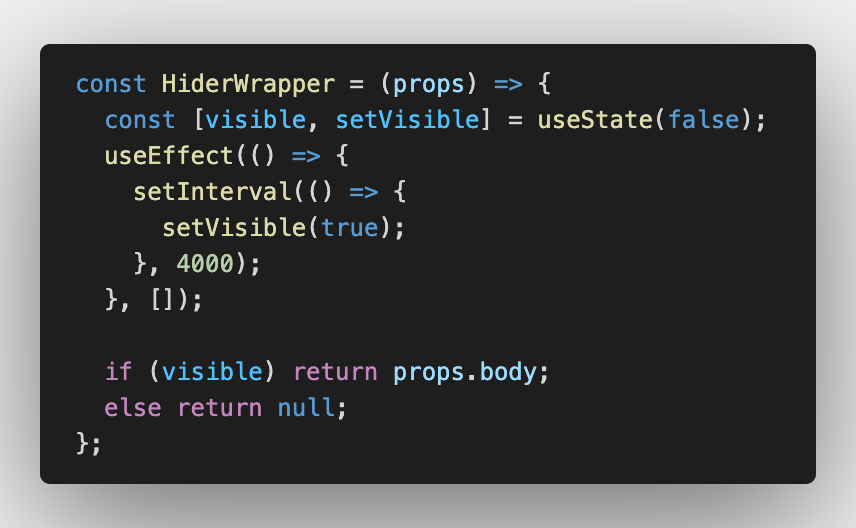 const HiderWrapper = (props) => {
  const [visible, setVisible] = useState(false);
  useEffect(() => {
    setInterval(() => {
      setVisible(true);
    }, 4000);
  }, []);

  if (visible) return props.body;
  else return null;
};